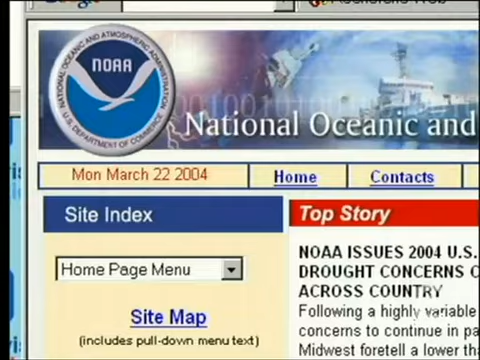 Google
NATIONAL OCEANIC AND ATMOSPHERIC ADMINISTRATION
NOAA
U.S. DEPARTMENT OF COMMERCE
National Oceanic and
Mon March 22 2004
Home
Contacts
Site Index
Top Story
Home Page Menu
NOAA ISSUES 2004 U.S.
DROUGHT CONCERNS C
ACROSS COUNTRY
Site Map
Following a highly variable
(includes pull-down menu text)
concerns to continue in pa
Midwest foretell a lower th